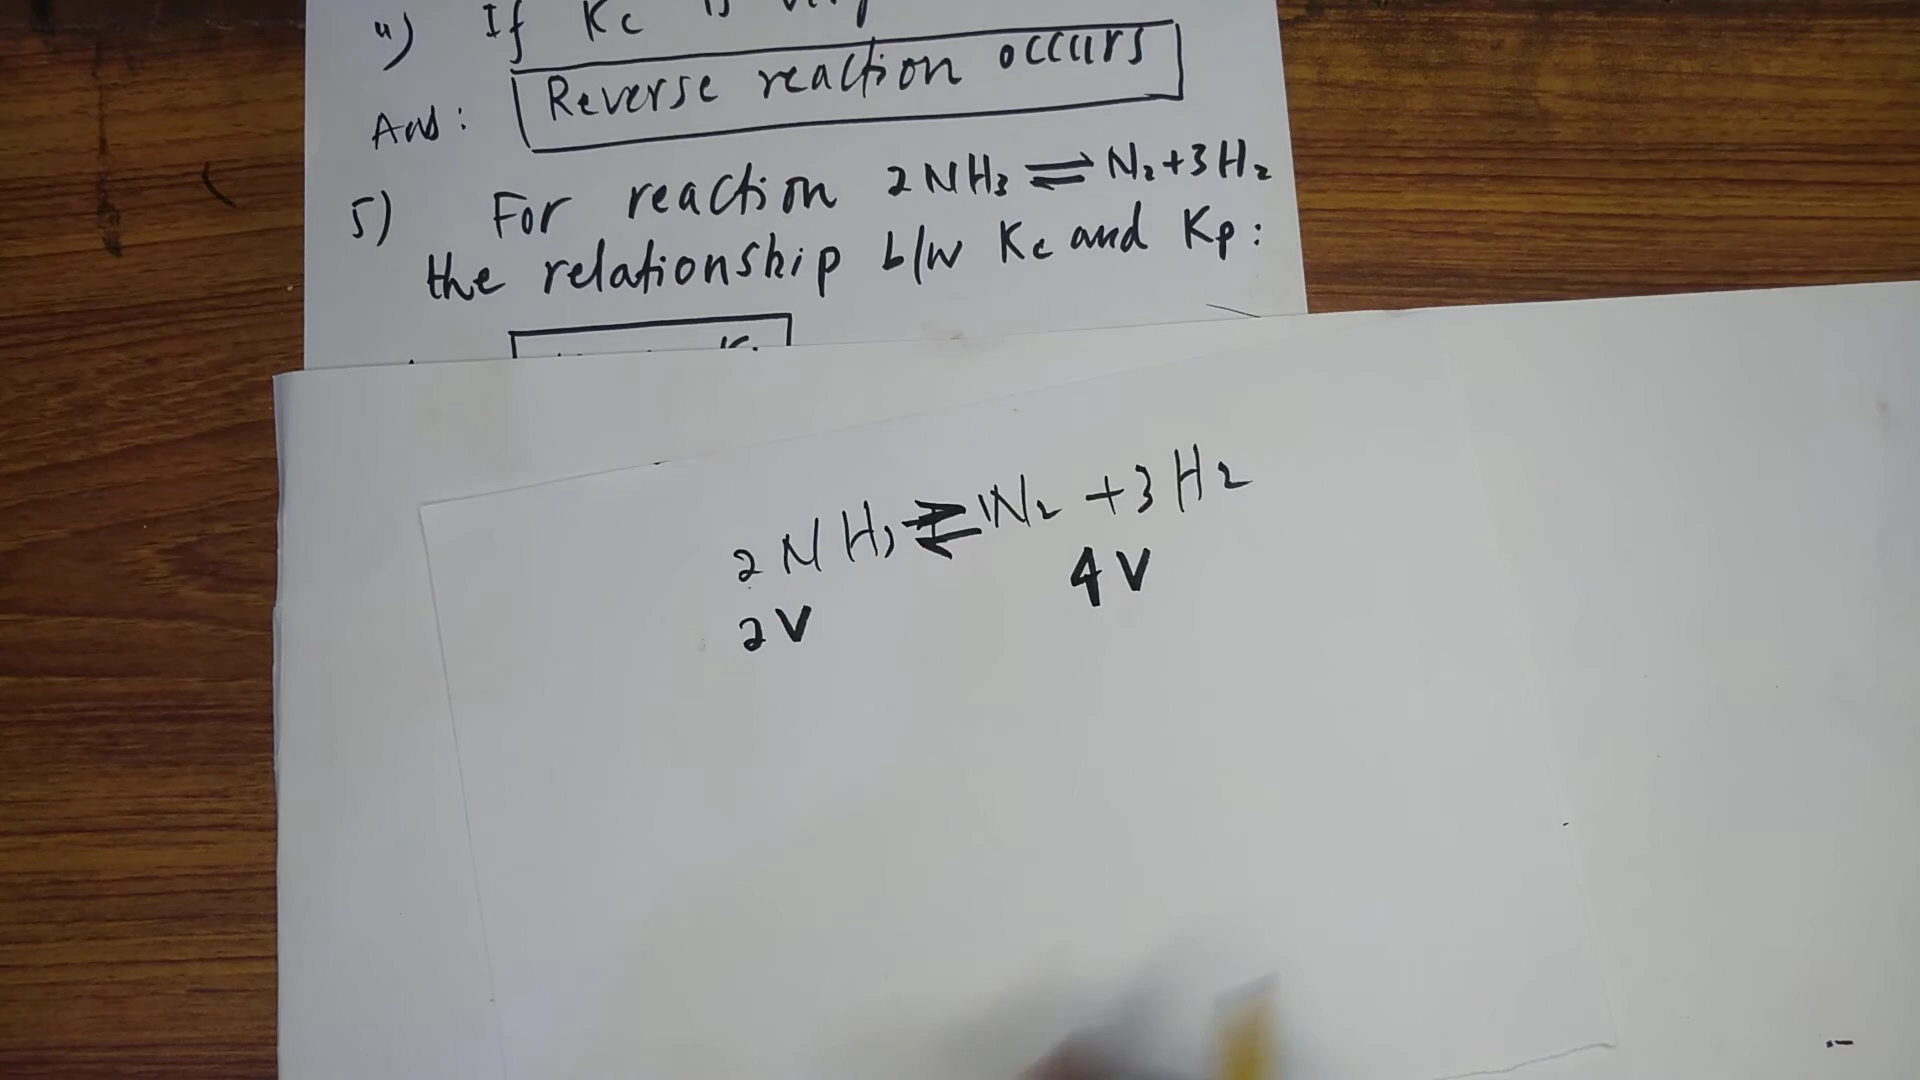 4) If Kc is
Ans: Reverse reaction occurs
5) For reaction 2NH₃ ⇌ N₂+3H₂
the relationship b/w Kc and Kp:
2NH₃ ⇌ N₂ +3H₂
2V 4V